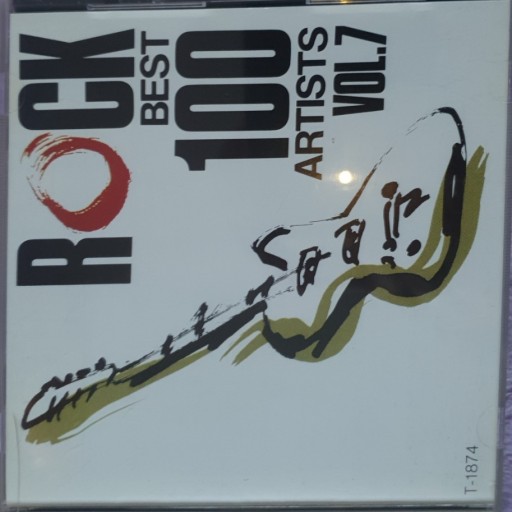 ROCK
BEST
100
ARTISTS
VOL.7
T-1874